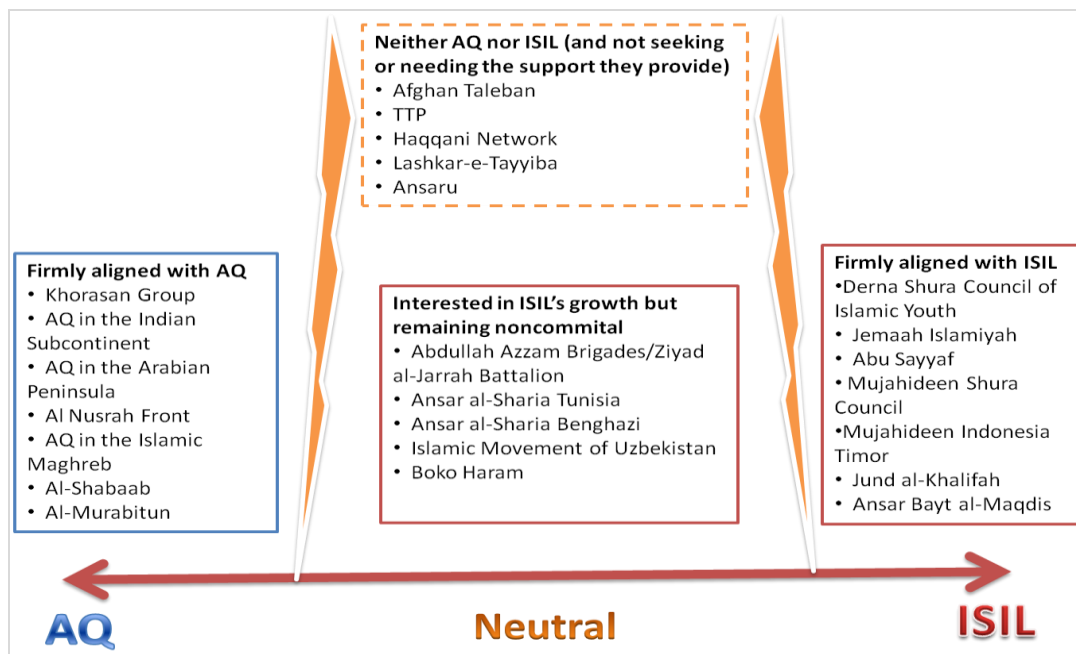 Neither AQ nor ISIL (and not seeking
or needing the support they provide)
• Afghan Taleban
• TTP
• Haqqani Network
• Lashkar-e-Tayyiba
• Ansaru
Firmly aligned with AQ
• Khorasan Group
• AQ in the Indian
Subcontinent
• AQ in the Arabian
Peninsula
• Al Nusrah Front
• AQ in the Islamic
Maghreb
• Al-Shabaab
• Al-Murabitun
Interested in ISIL’s growth but
remaining noncommital
• Abdullah Azzam Brigades/Ziyad
al-Jarrah Battalion
• Ansar al-Sharia Tunisia
• Ansar al-Sharia Benghazi
• Islamic Movement of Uzbekistan
• Boko Haram
Firmly aligned with ISIL
•Derna Shura Council of
Islamic Youth
• Jemaah Islamiyah
• Abu Sayyaf
• Mujahideen Shura
Council
•Mujahideen Indonesia
Timor
• Jund al-Khalifah
• Ansar Bayt al-Maqdis
AQ
Neutral
ISIL